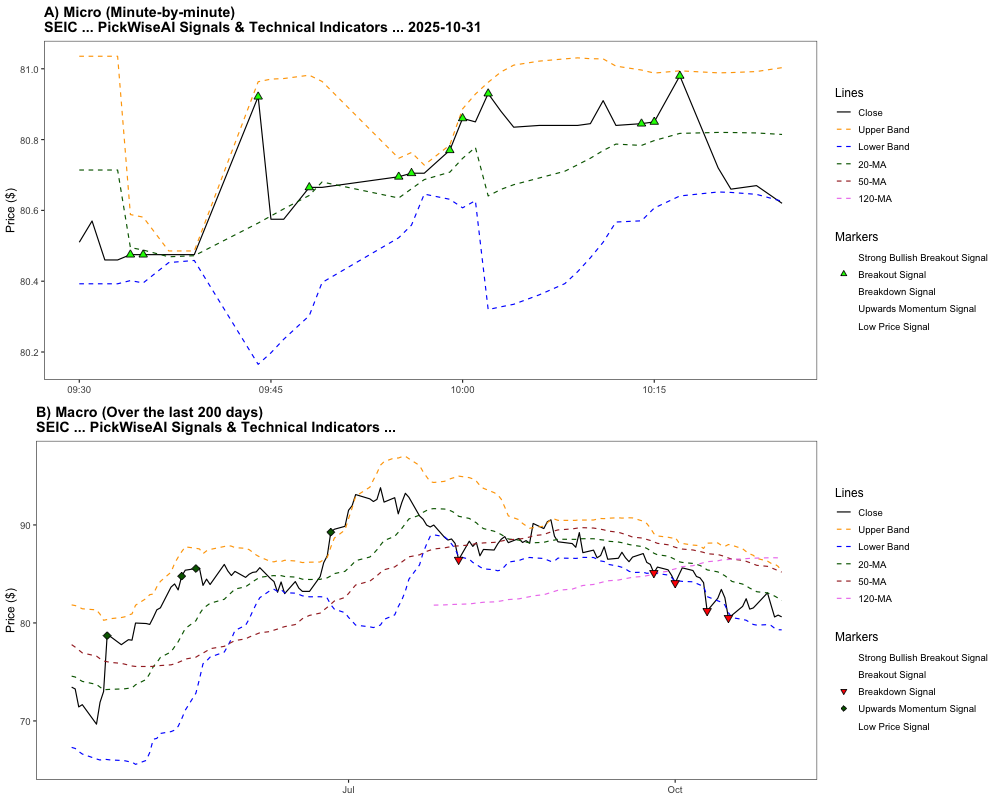 A) Micro (Minute-by-minute)
SEIC ... PickWiseAI Signals & Technical Indicators ... 2025-10-31
Price ($)
81.0
80.8
80.6
80.4
80.2
09:30
09:45
10:00
10:15
Lines
Close
Upper Band
Lower Band
20-MA
50-MA
120-MA
Markers
Strong Bullish Breakout Signal
Breakout Signal
Breakdown Signal
Upwards Momentum Signal
Low Price Signal
B) Macro (Over the last 200 days)
SEIC ... PickWiseAI Signals & Technical Indicators ...
Price ($)
90
80
70
Jul
Oct
Lines
Close
Upper Band
Lower Band
20-MA
50-MA
120-MA
Markers
Strong Bullish Breakout Signal
Breakout Signal
Breakdown Signal
Upwards Momentum Signal
Low Price Signal